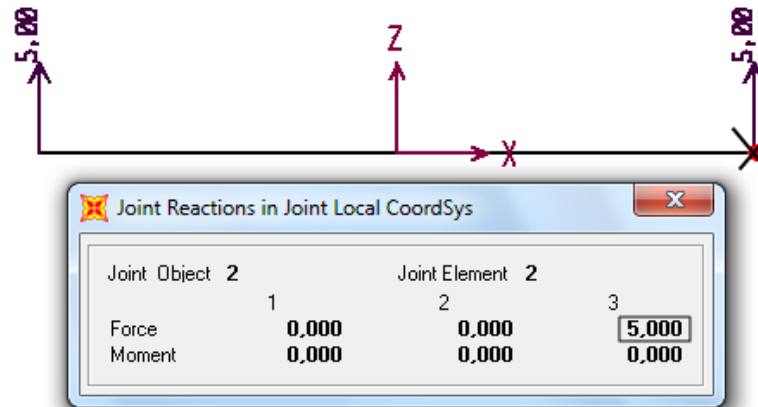 5,00
5,00
Z
X
Joint Reactions in Joint Local CoordSys
Joint Object 2 Joint Element 2
1 2 3
Force 0,000 0,000 5,000
Moment 0,000 0,000 0,000